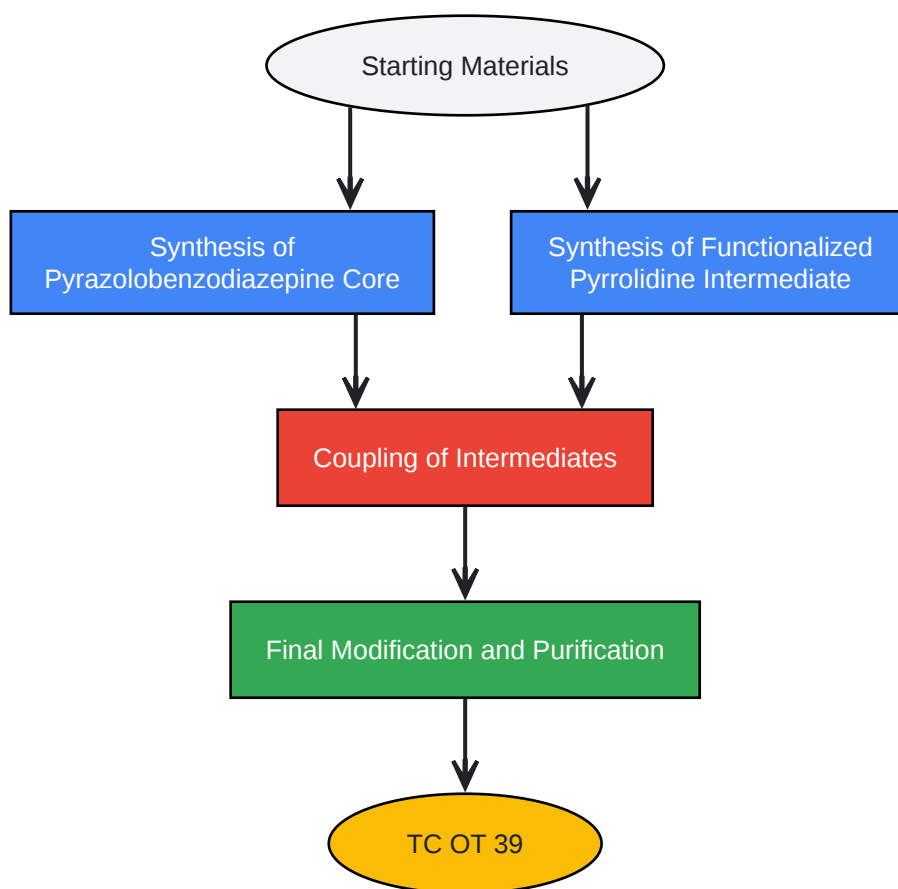 Starting Materials
Synthesis of
Pyrazolobenzodiazepine Core
Synthesis of Functionalized
Pyrrolidine Intermediate
Coupling of Intermediates
Final Modification and Purification
TC OT 39